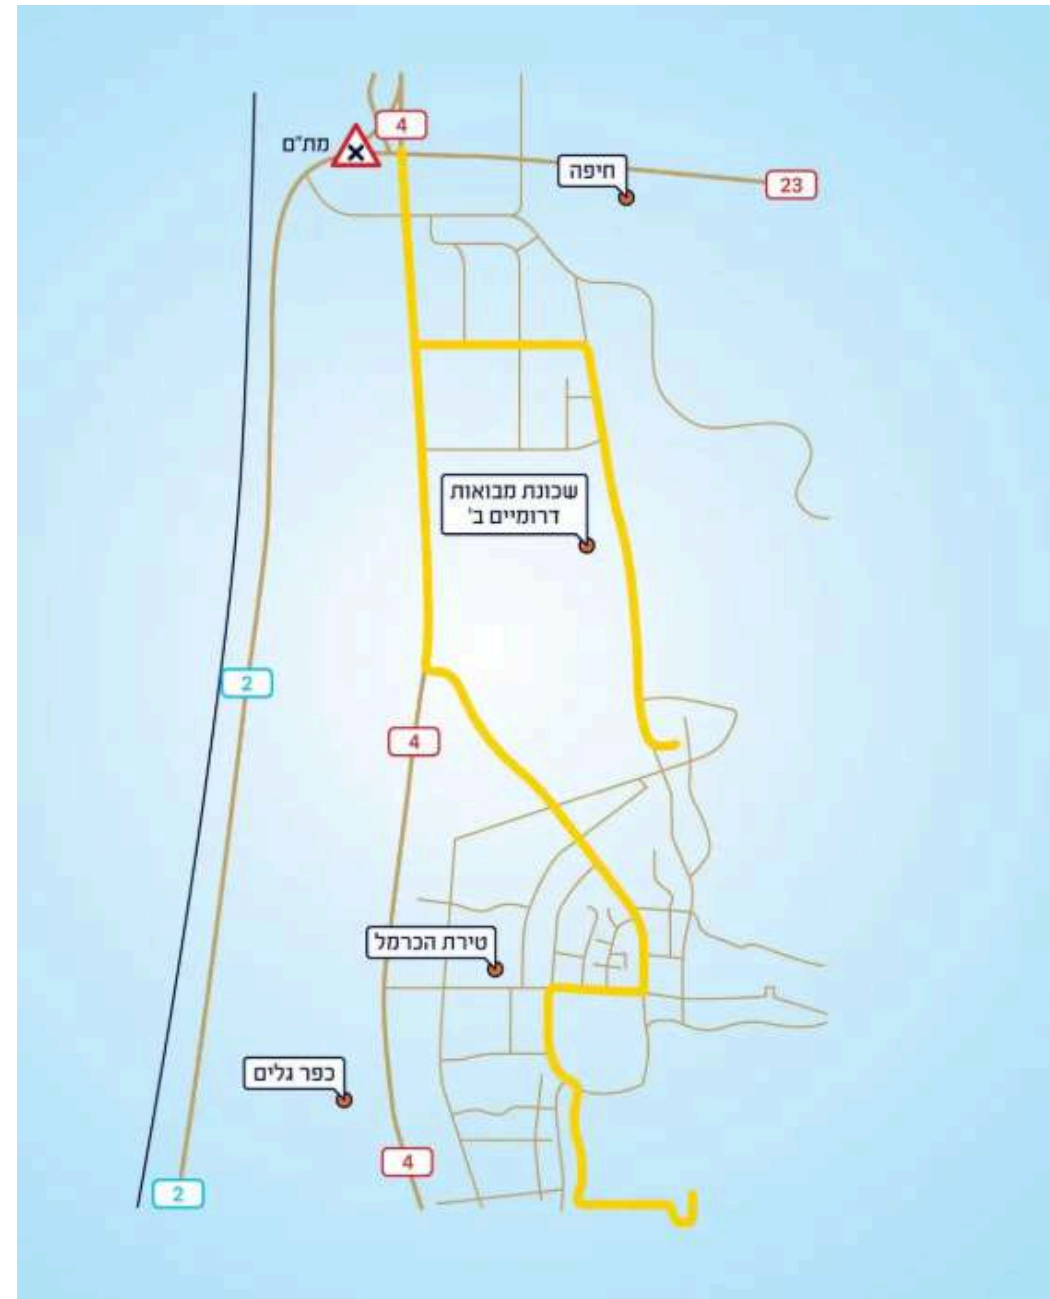 4
מת"ם
חיפה
23
שכונת מבואות
דרומיים ב'
2
4
טירת הכרמל
כפר גלים
4
2